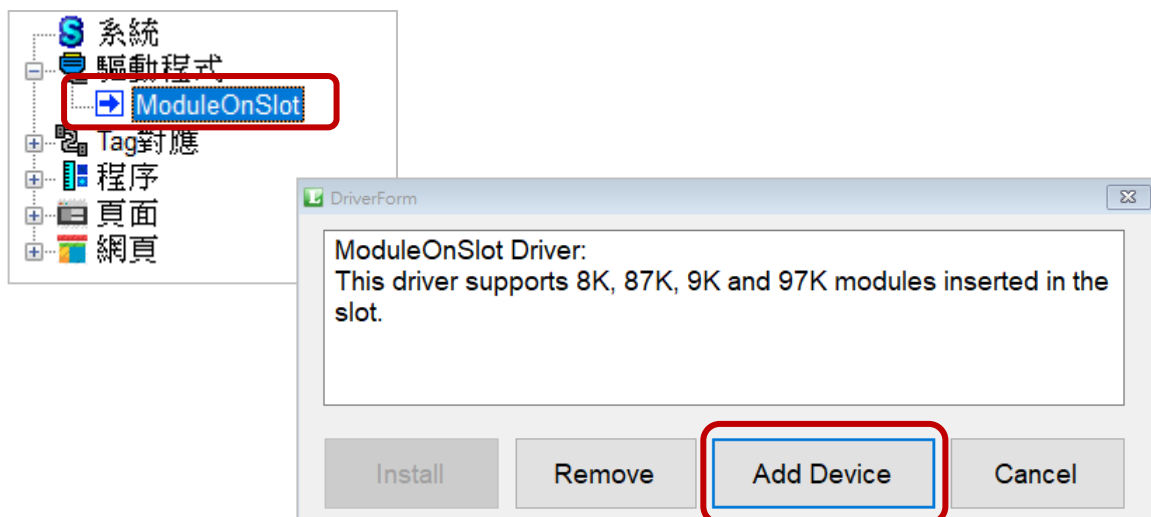 系統
驅動程式
ModuleOnSlot
Tag對應
程序
頁面
網頁
DriverForm
ModuleOnSlot Driver:
This driver supports 8K, 87K, 9K and 97K modules inserted in the
slot.
Install
Remove
Add Device
Cancel